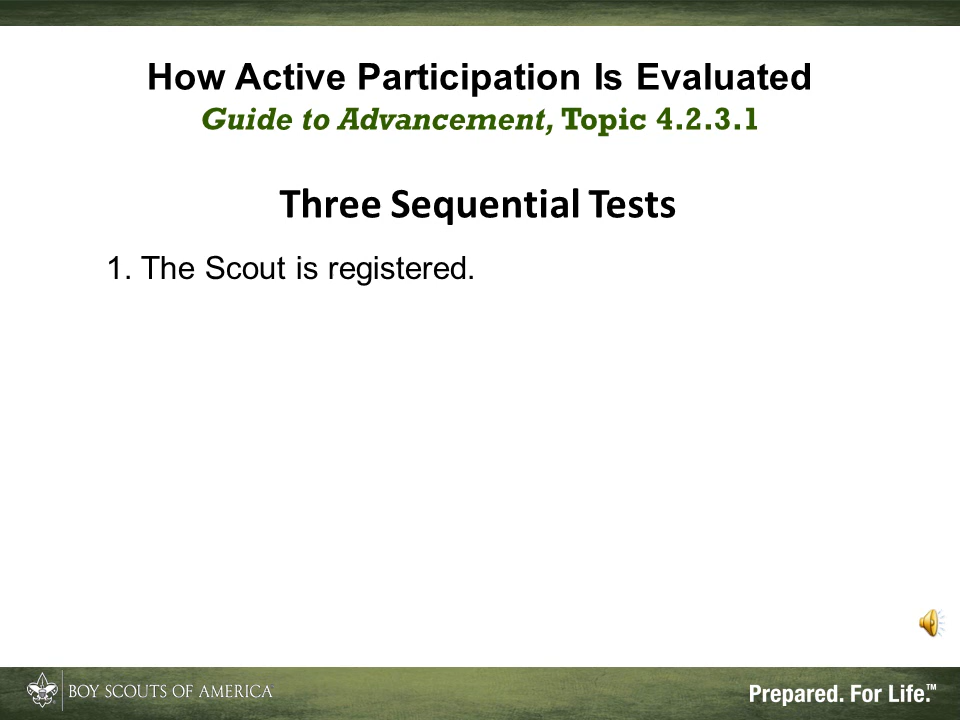 How Active Participation Is Evaluated
Guide to Advancement, Topic 4.2.3.1
Three Sequential Tests
1. The Scout is registered.
BOY SCOUTS OF AMERICA
Prepared. For Life.™